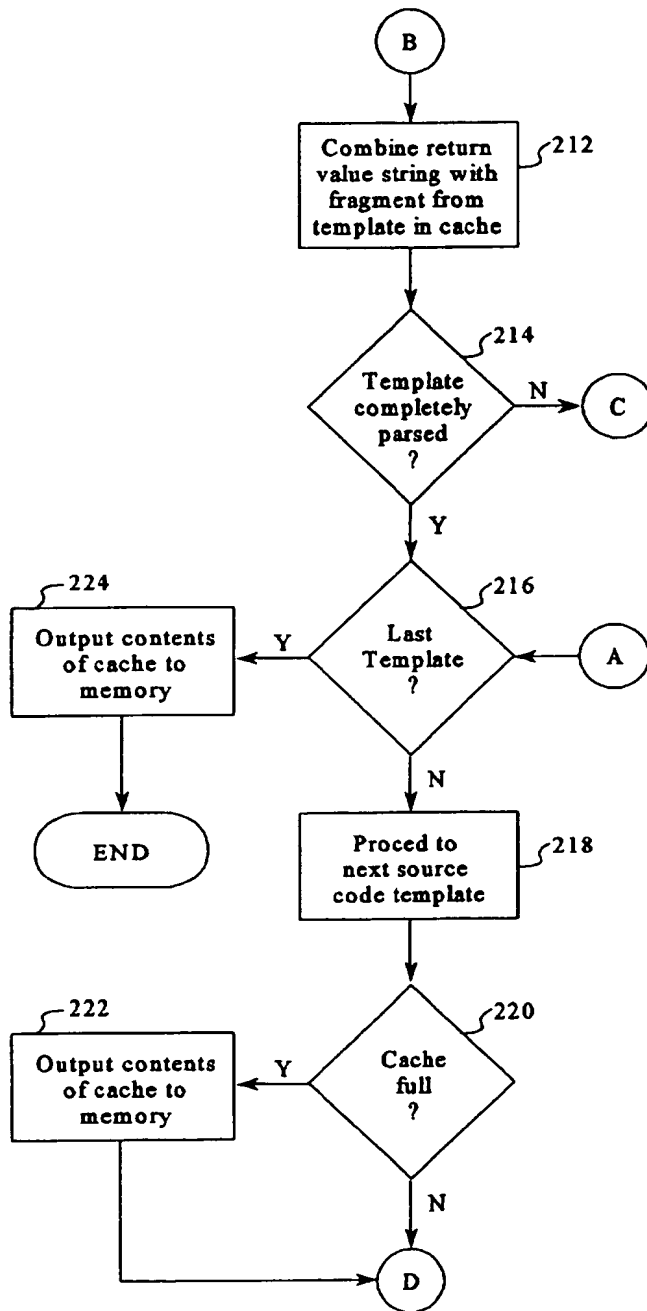 B
212
Combine return
value string with
fragment from
template in cache
214
Template
completely
parsed
?
N
C
Y
216
224
Output contents
of cache to
memory
Y
Last
Template
?
A
N
END
Proced to
next source
code template
218
222
220
Output contents
of cache to
memory
Y
Cache
full
?
N
D